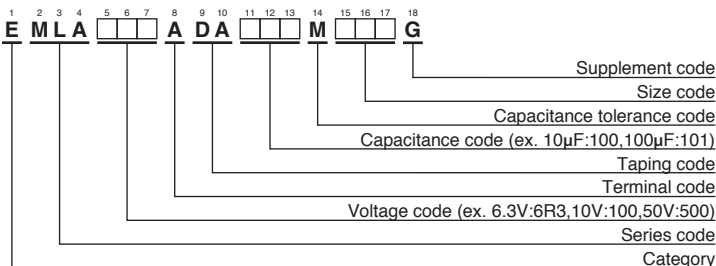 1 2 3 4 5 6 7 8 9 10 11 12 13 14 15 16 17 18
E M L A A D A M G
Supplement code
Size code
Capacitance tolerance code
Capacitance code (ex. 10μF:100,100μF:101)
Taping code
Terminal code
Voltage code (ex. 6.3V:6R3,10V:100,50V:500)
Series code
Category